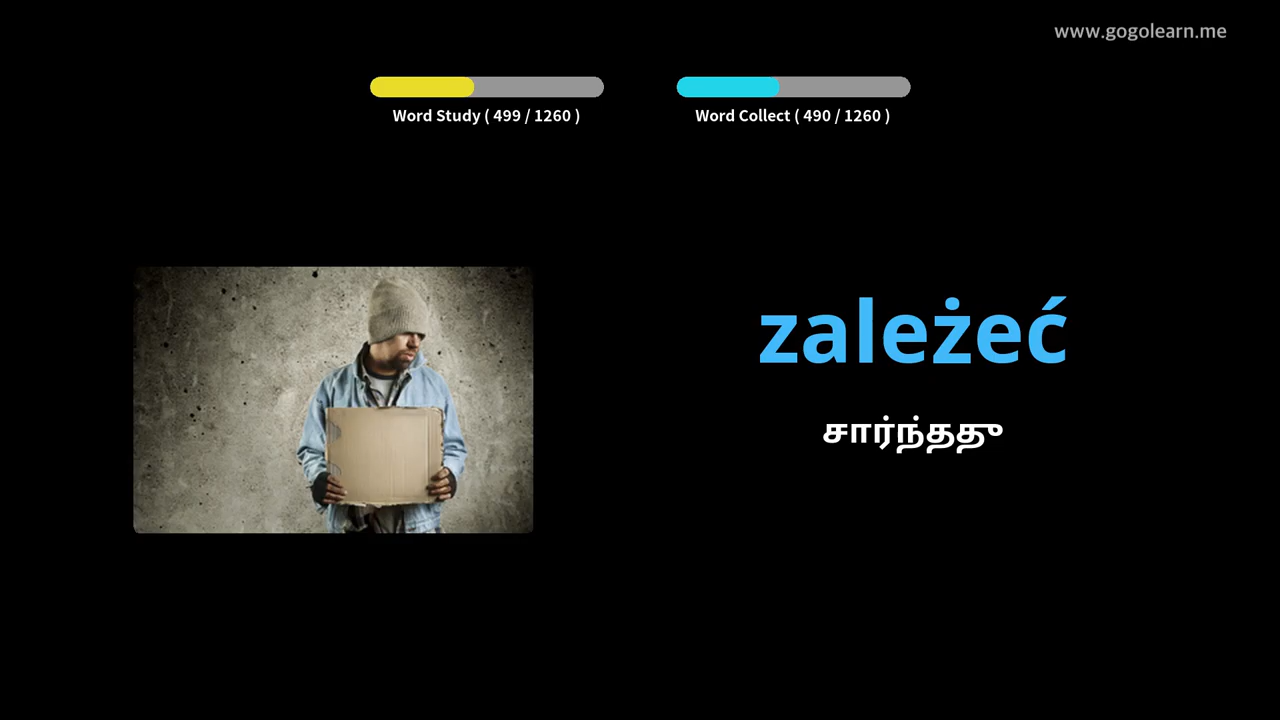 www.gogolearn.me
Word Study ( 499 / 1260 )
Word Collect ( 490 / 1260 )
zależeć
சார்ந்தது